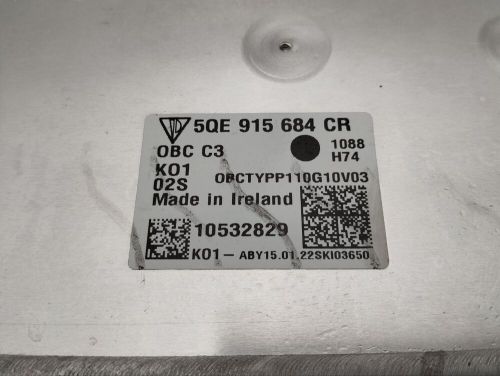 5QE 915 684 CR
OBC C3
1088
H74
K01
02S
OBCTYPP110G10V03
Made in Ireland
10532829
K01- ABY15.01.22SKI03650